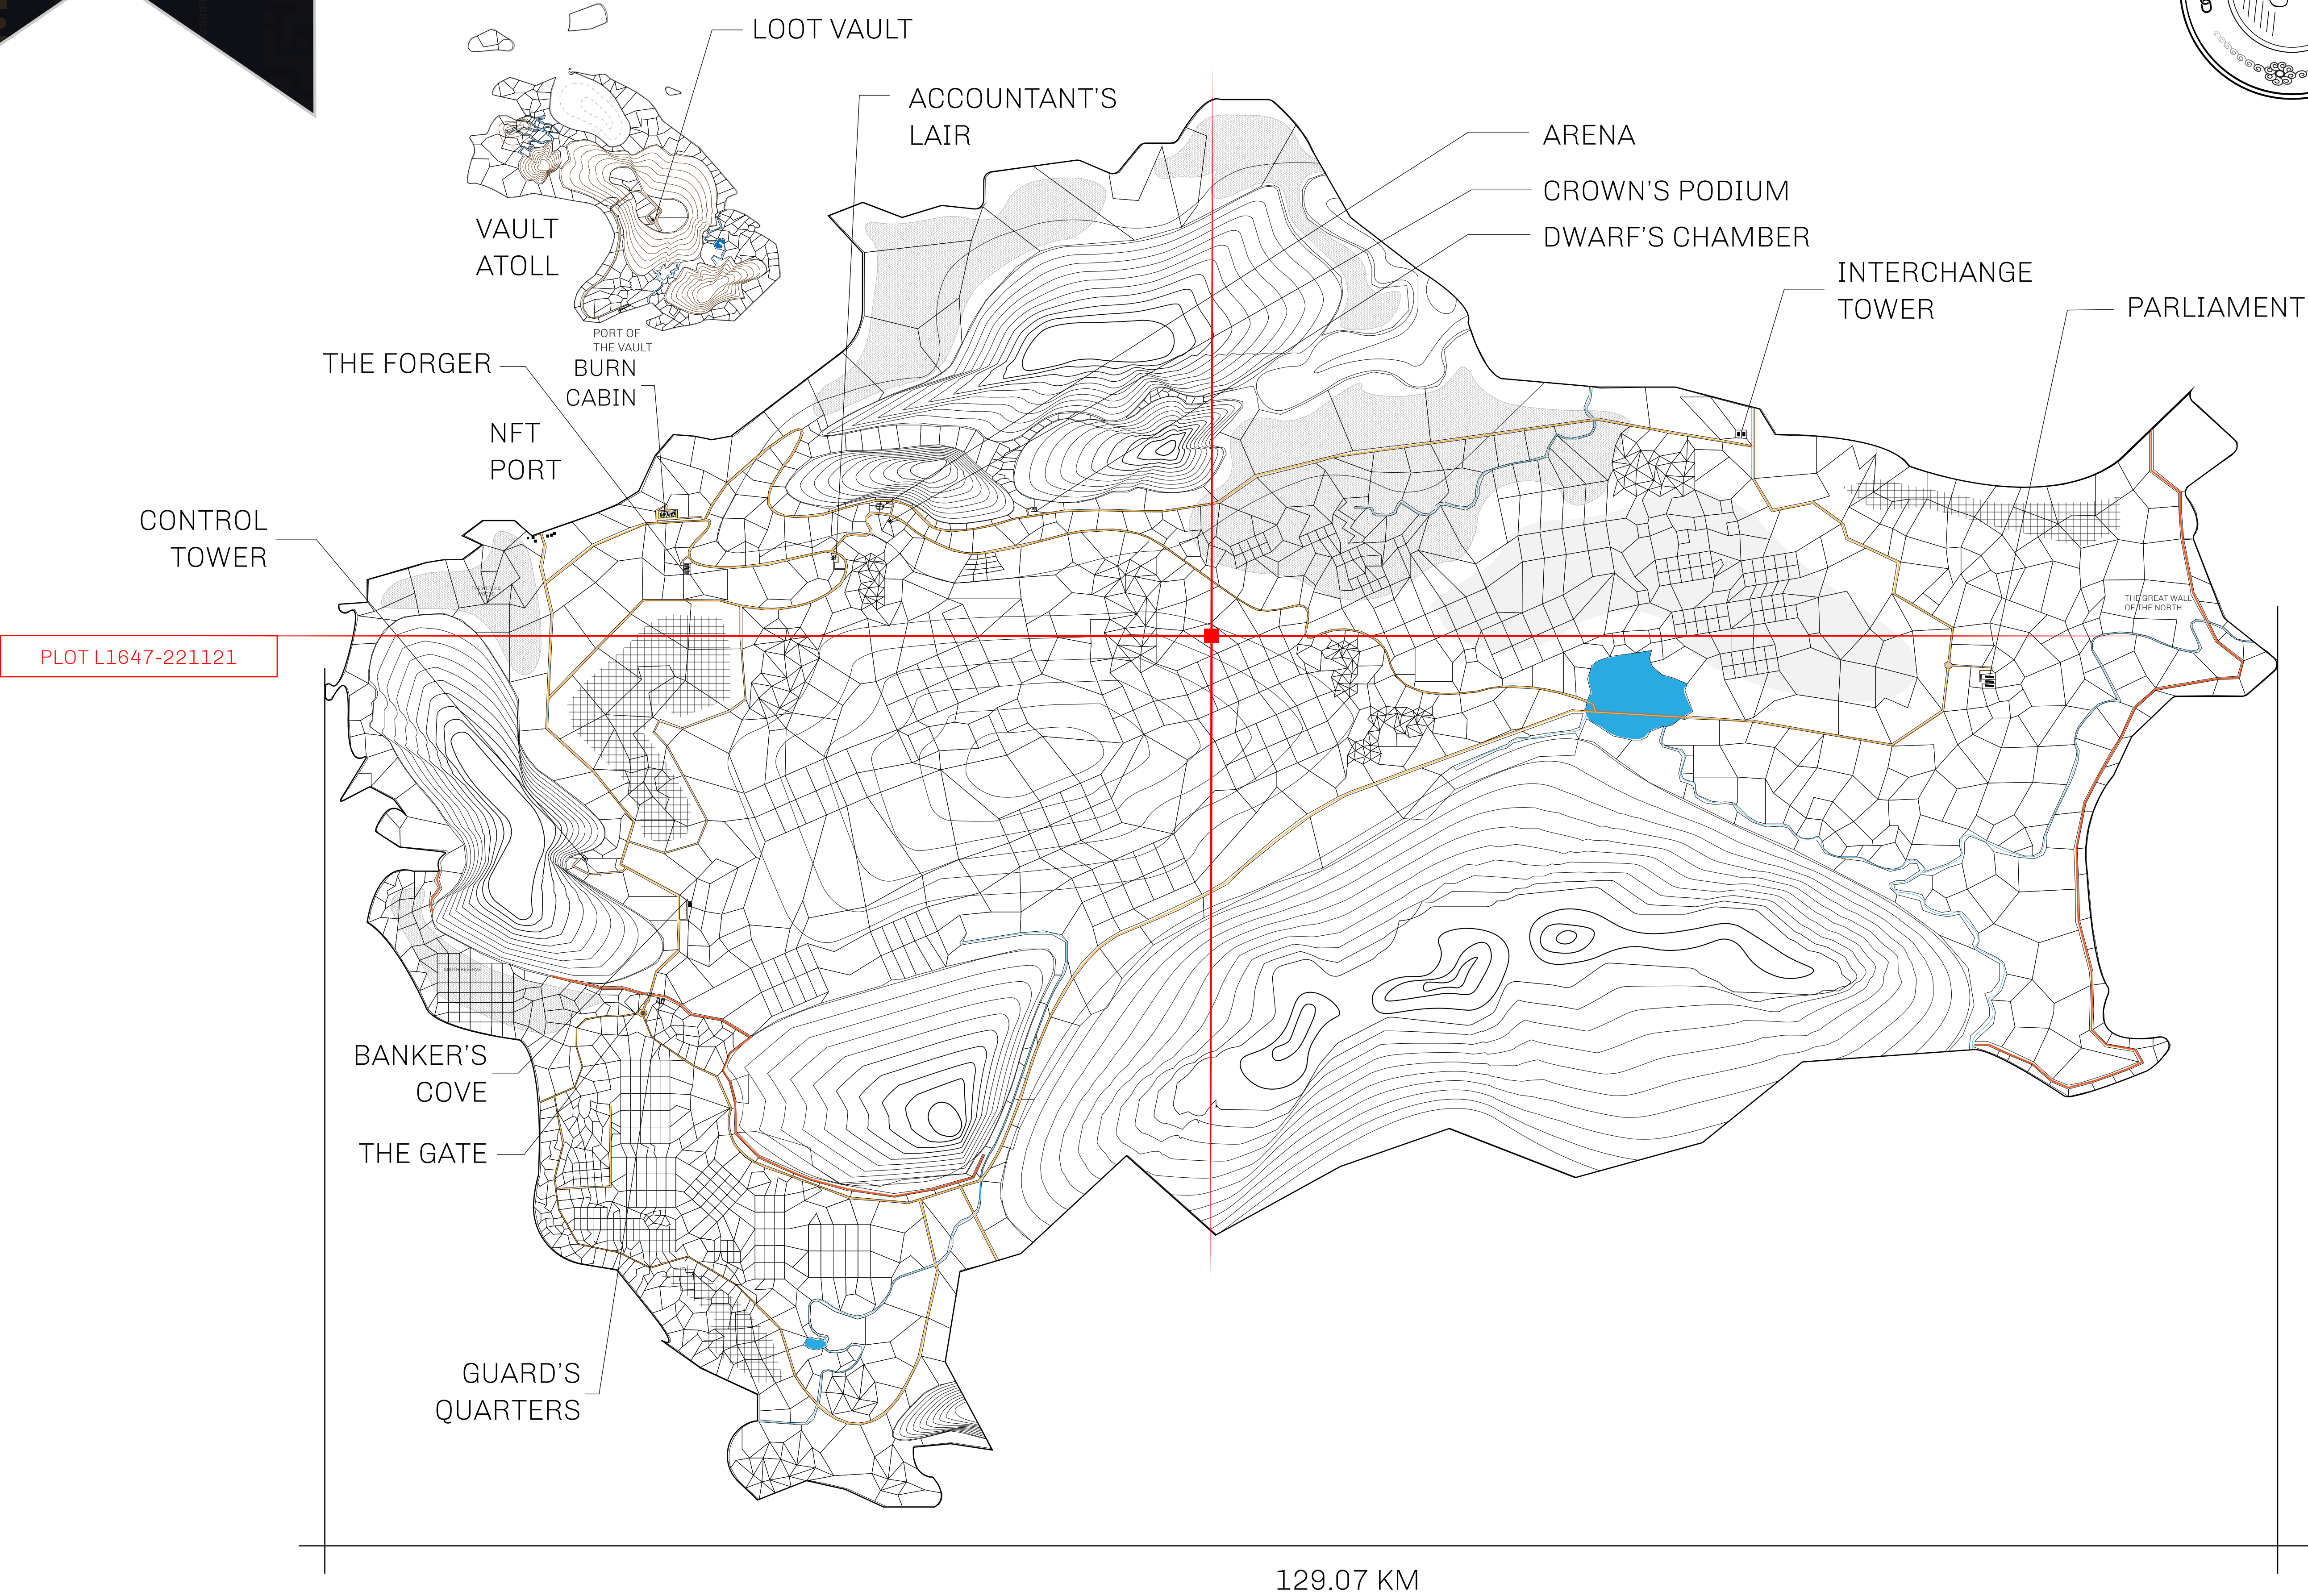 LOOT VAULT
ACCOUNTANT'S
LAIR
ARENA
CROWN'S PODIUM
DWARF'S CHAMBER
VAULT
ATOLL
INTERCHANGE
TOWER
PARLIAMENT
PORT OF
THE VAULT
THE FORGER
BURN
CABIN
NFT
PORT
CONTROL
TOWER
THE GREAT WALL
OF THE NORTH
PLOT L1647-221121
SOUTH RESERVE
BANKER'S
COVE
THE GATE
GUARD'S
QUARTERS
129.07 KM